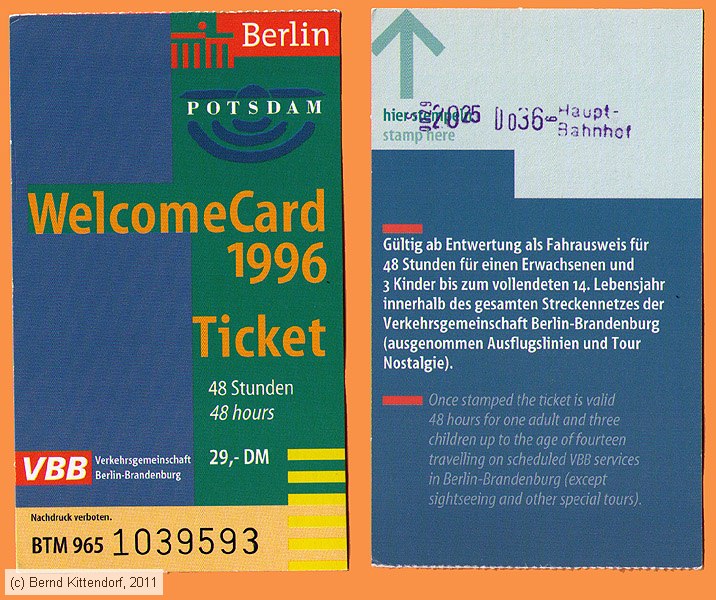 Berlin
POTSDAM
WelcomeCard
1996
Ticket
48 Stunden
48 hours
29,- DM
VBB Verkehrsgemeinschaft
Berlin-Brandenburg
Nachdruck verboten.
BTM 965 1039593
(c) Bernd Kittendorf, 2011
hier stempeln
stamp here
Haupt-
Bahnhof
Gültig ab Entwertung als Fahrausweis für
48 Stunden für einen Erwachsenen und
3 Kinder bis zum vollendeten 14. Lebensjahr
innerhalb des gesamten Streckennetzes der
Verkehrsgemeinschaft Berlin-Brandenburg
(ausgenommen Ausflugslinien und Tour
Nostalgie).
Once stamped the ticket is valid
48 hours for one adult and three
children up to the age of fourteen
travelling on scheduled VBB services
in Berlin-Brandenburg (except
sightseeing and other special tours).